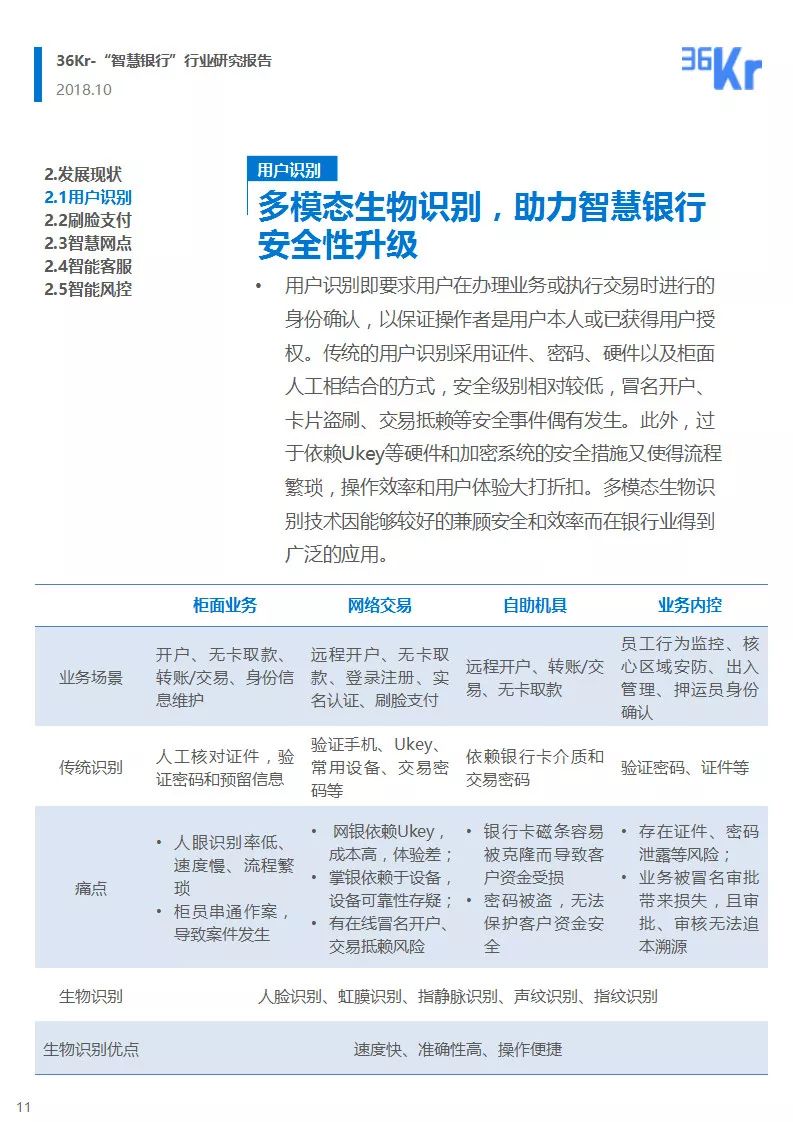 36Kr-“智慧银行”行业研究报告
2018.10
36Kr
2.发展现状
2.1用户识别
2.2刷脸支付
2.3智慧网点
2.4智能客服
2.5智能风控
用户识别
多模态生物识别，助力智慧银行
安全性升级
• 用户识别即要求用户在办理业务或执行交易时进行的
身份确认，以保证操作者是用户本人或已获得用户授
权。传统的用户识别采用证件、密码、硬件以及柜面
人工相结合的方式，安全级别相对较低，冒名开户、
卡片盗刷、交易抵赖等安全事件偶有发生。此外，过
于依赖Ukey等硬件和加密系统的安全措施又使得流程
繁琐，操作效率和用户体验大打折扣。多模态生物识
别技术因能够较好的兼顾安全和效率而在银行业得到
广泛的应用。
柜面业务 网络交易 自助机具 业务内控
业务场景
开户、无卡取款、
转账/交易、身份信
息维护
远程开户、无卡取
款、登录注册、实
名认证、刷脸支付
远程开户、转账/交
易、无卡取款
员工行为监控、核
心区域安防、出入
管理、押运员身份
确认
传统识别
人工核对证件，验
证密码和预留信息
验证手机、Ukey、
常用设备、交易密
码等
依赖银行卡介质和
交易密码
验证密码、证件等
痛点
• 人眼识别率低、
速度慢、流程繁
琐
• 柜员串通作案，
导致案件发生
• 网银依赖Ukey，
成本高，体验差；
• 掌银依赖于设备，
设备可靠性存疑；
• 有在线冒名开户、
交易抵赖风险
• 银行卡磁条容易
被克隆而导致客
户资金受损
• 密码被盗，无法
保护客户资金安
全
• 存在证件、密码
泄露等风险；
• 业务被冒名审批
带来损失，且审
批、审核无法追
本溯源
生物识别 人脸识别、虹膜识别、指静脉识别、声纹识别、指纹识别
生物识别优点 速度快、准确性高、操作便捷
11